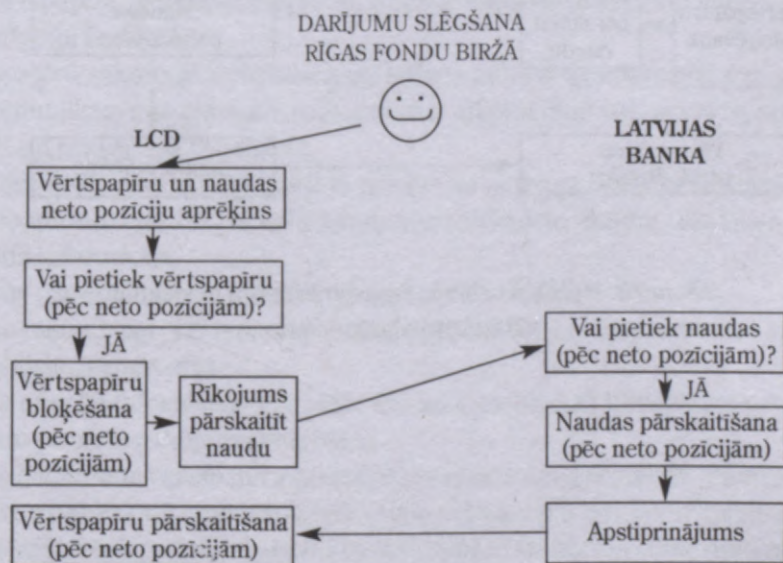 DARĪJUMU SLĒGŠANA
RĪGAS FONDU BIRŽĀ
LCD
LATVIJAS
BANKA
Vērtspapīru un naudas
neto pozīciju aprēķins
Vai pietiek vērtspapīru
(pēc neto pozīcijām)?
JĀ
Vai pietiek naudas
(pēc neto pozīcijām)?
JĀ
Vērtspapīru
bloķēšana
(pēc neto
pozīcijām)
Rīkojums
pārskaitīt
naudu
Naudas pārskaitīšana
(pēc neto pozīcijām)
Apstiprinājums
Vērtspapīru pārskaitīšana
(pēc neto pozīcijām)